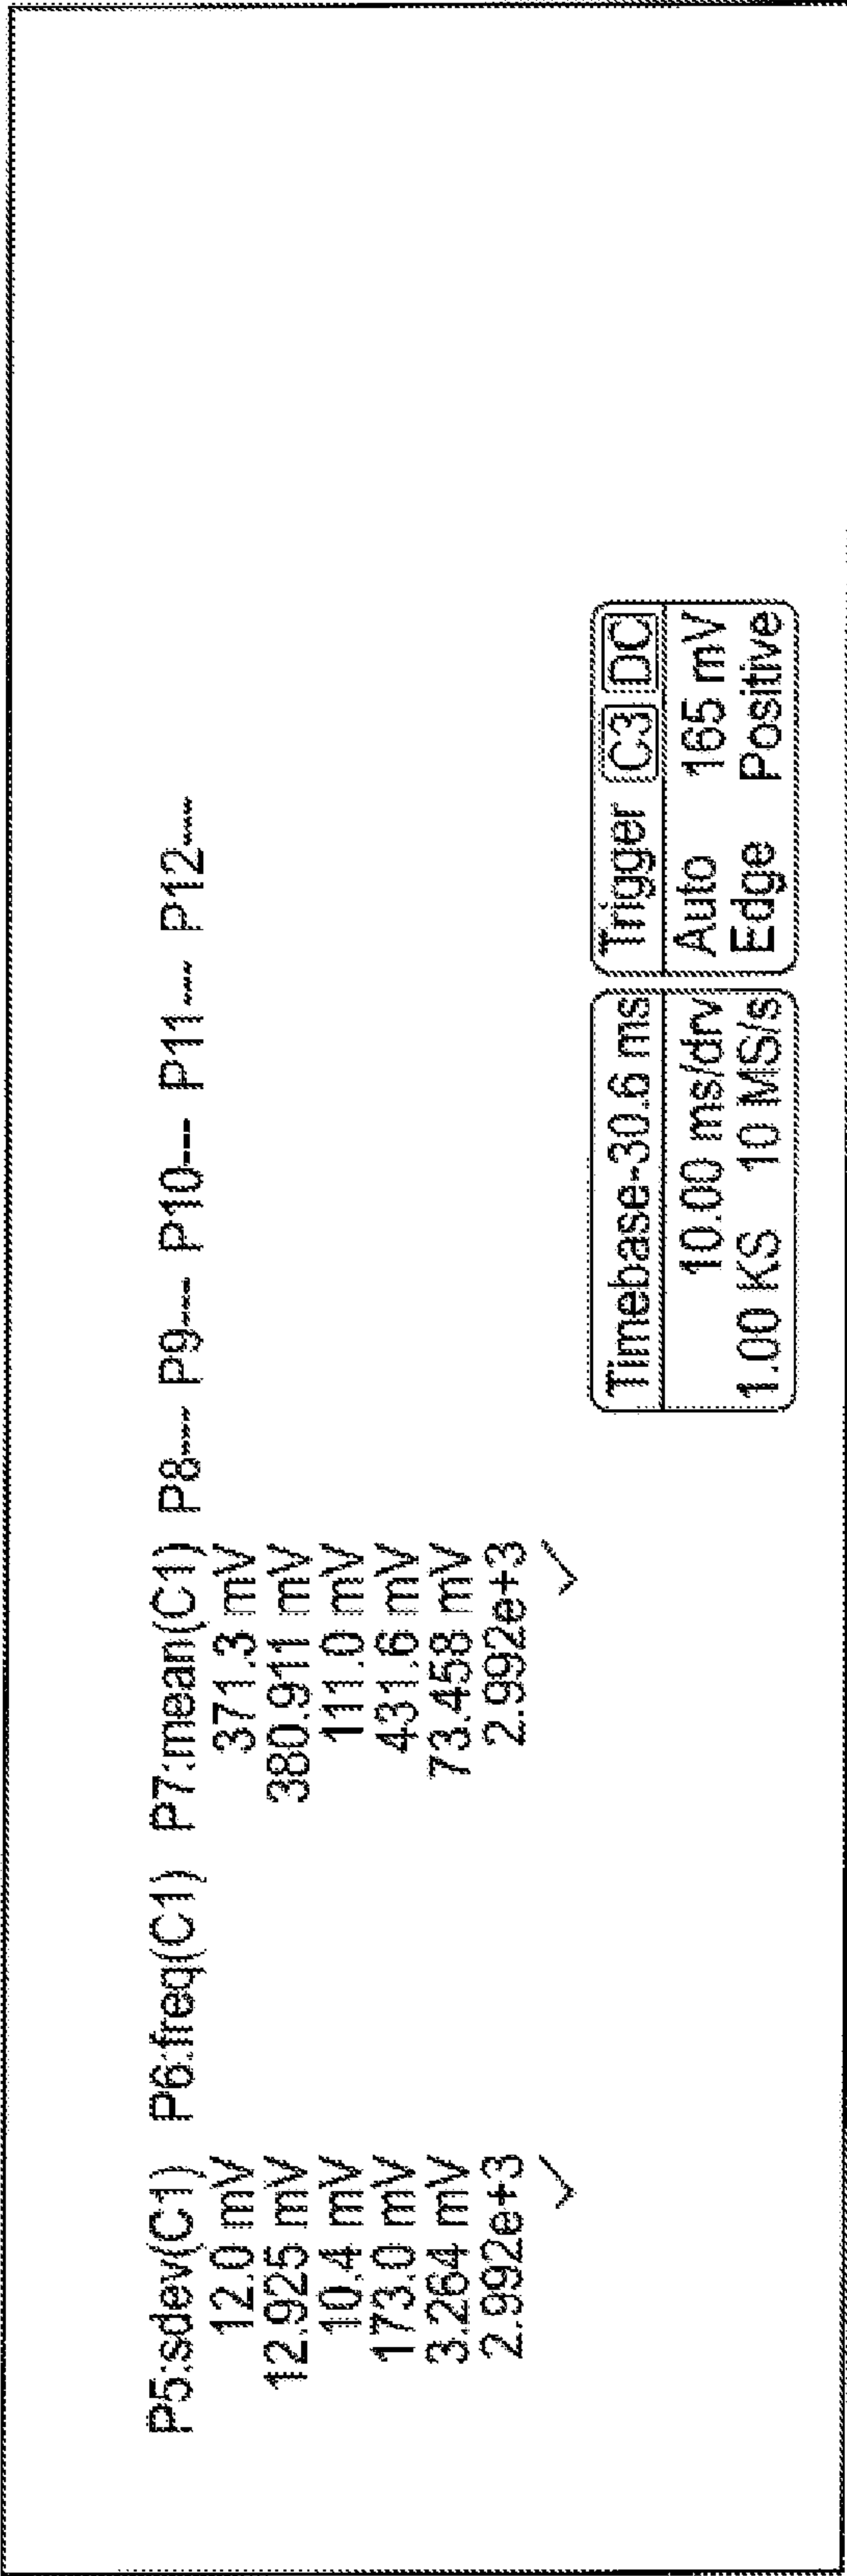 P5:sdev(C1) P6:freq(C1) P7:mean(C1) P8--- P9--- P10--- P11--- P12---
12.0 mV 371.3 mV
12.925 mV 380.911 mV
10.4 mV 111.0 mV
173.0 mV 431.6 mV
3.264 mV 73.458 mV
2.992e+3 2.992e+3
Timebase-30.6 ms
10.00 ms/drv
1.00 KS 10 MS/s
Trigger C3 DC
Auto 165 mV
Edge Positive